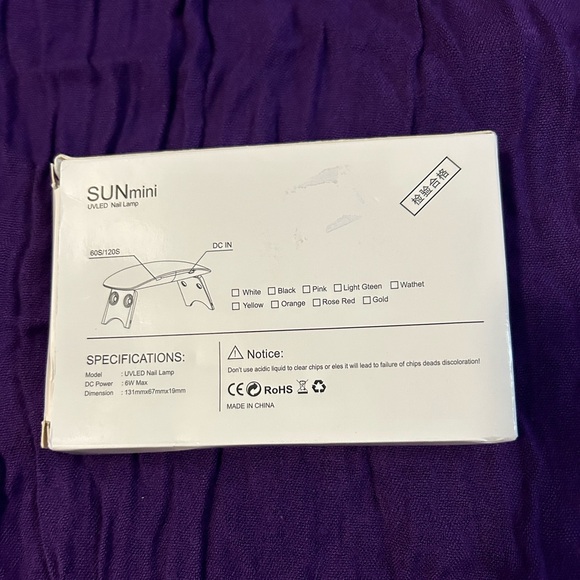 SUNmini
UVLED Nail Lamp
检验合格
60S/120S
DC IN
White Black Pink Light Gteen Wathet
Yellow Orange Rose Red Gold
SPECIFICATIONS:
Model : UVLED Nail Lamp
DC Power : 6W Max
Dimension : 131mmx67mmx19mm
Notice:
Don't use acidic liquid to clear chips or eles it will lead to failure of chips deads discoloration!
CE RoHS
MADE IN CHINA